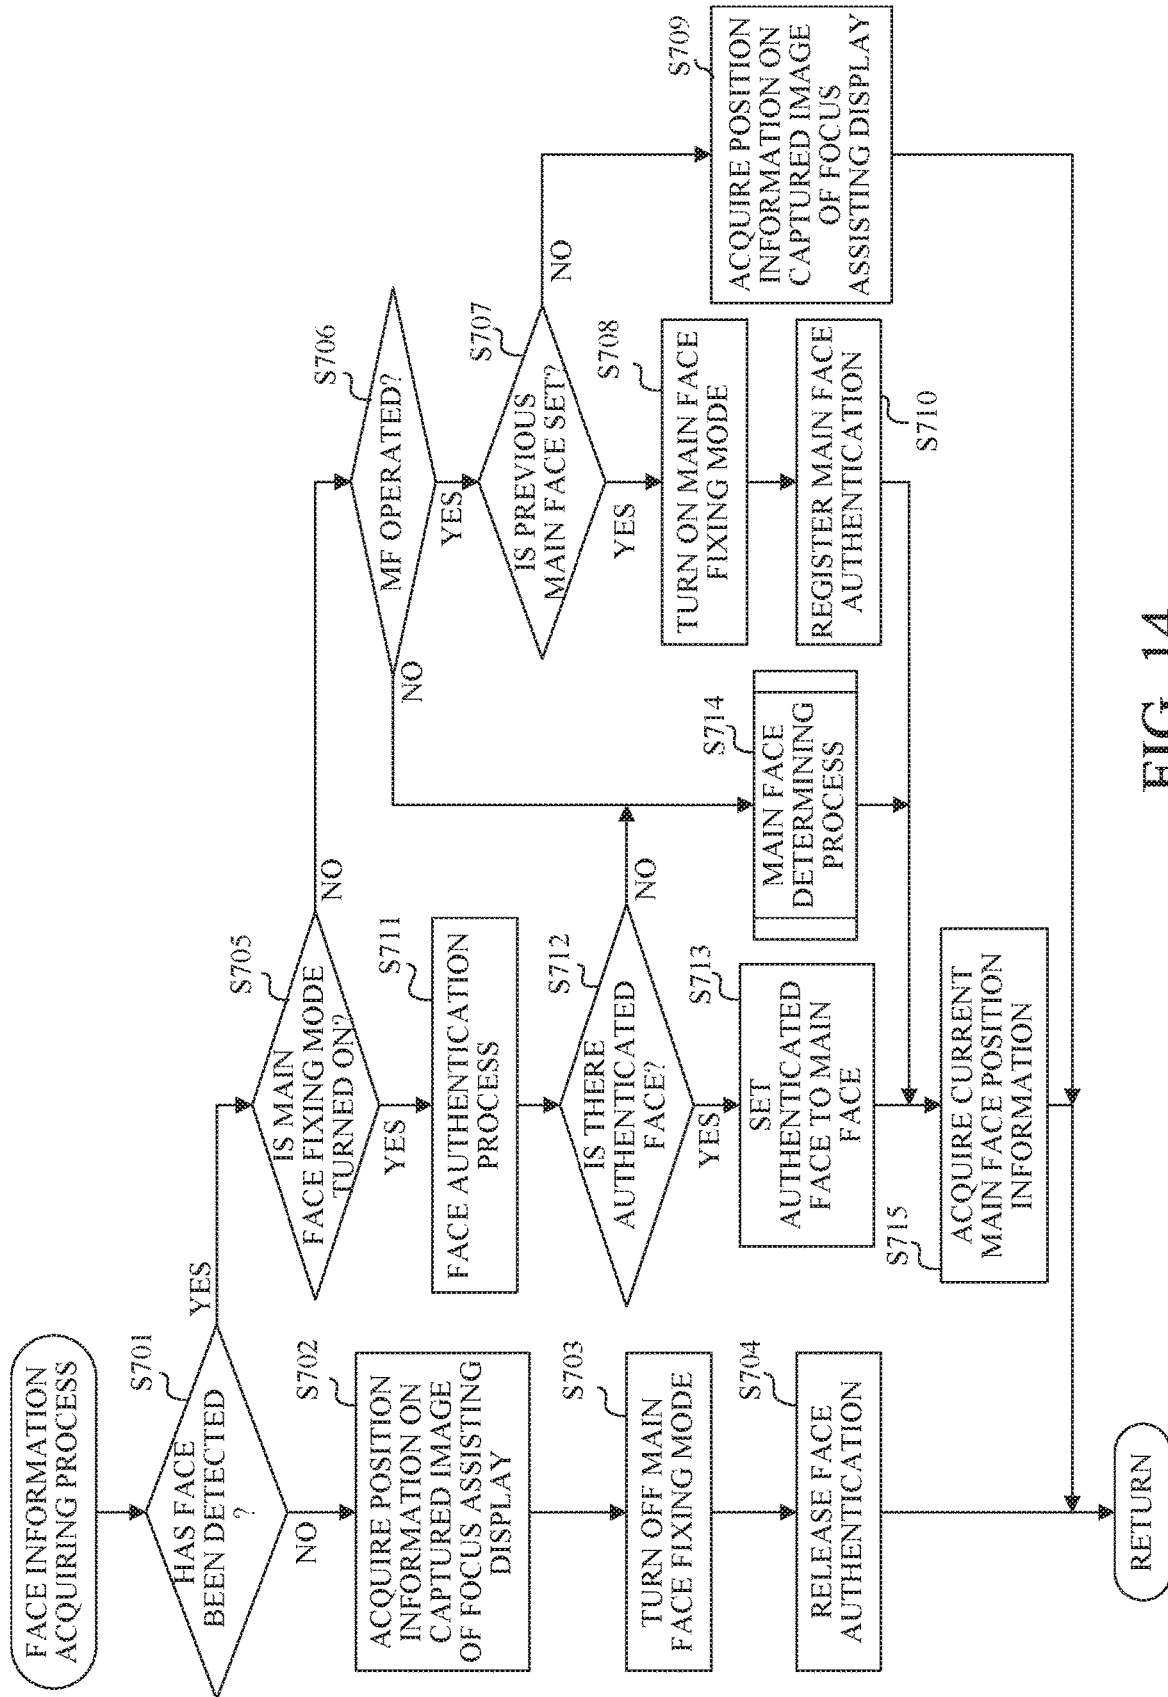 FACE INFORMATION
ACQUIRING PROCESS
S701
HAS FACE
BEEN DETECTED
?
YES
NO
S702
ACQUIRE POSITION
INFORMATION ON
CAPTURED IMAGE
OF FOCUS ASSISTING
DISPLAY
S703
TURN OFF MAIN
FACE FIXING MODE
S704
RELEASE FACE
AUTHENTICATION
RETURN
S705
IS MAIN
FACE FIXING MODE
TURNED ON?
NO
YES
S711
FACE AUTHENTICATION
PROCESS
S712
IS THERE
AUTHENTICATED
FACE?
NO
YES
S713
SET
AUTHENTICATED
FACE TO MAIN
FACE
S715
ACQUIRE CURRENT
MAIN FACE POSITION
INFORMATION
S706
MF OPERATED?
NO
YES
S714
MAIN FACE
DETERMINING
PROCESS
S707
IS PREVIOUS
MAIN FACE SET?
NO
YES
S708
TURN ON MAIN FACE
FIXING MODE
REGISTER MAIN FACE
AUTHENTICATION
S710
S709
ACQUIRE POSITION
INFORMATION ON
CAPTURED IMAGE
OF FOCUS
ASSISTING DISPLAY
FIG. 14